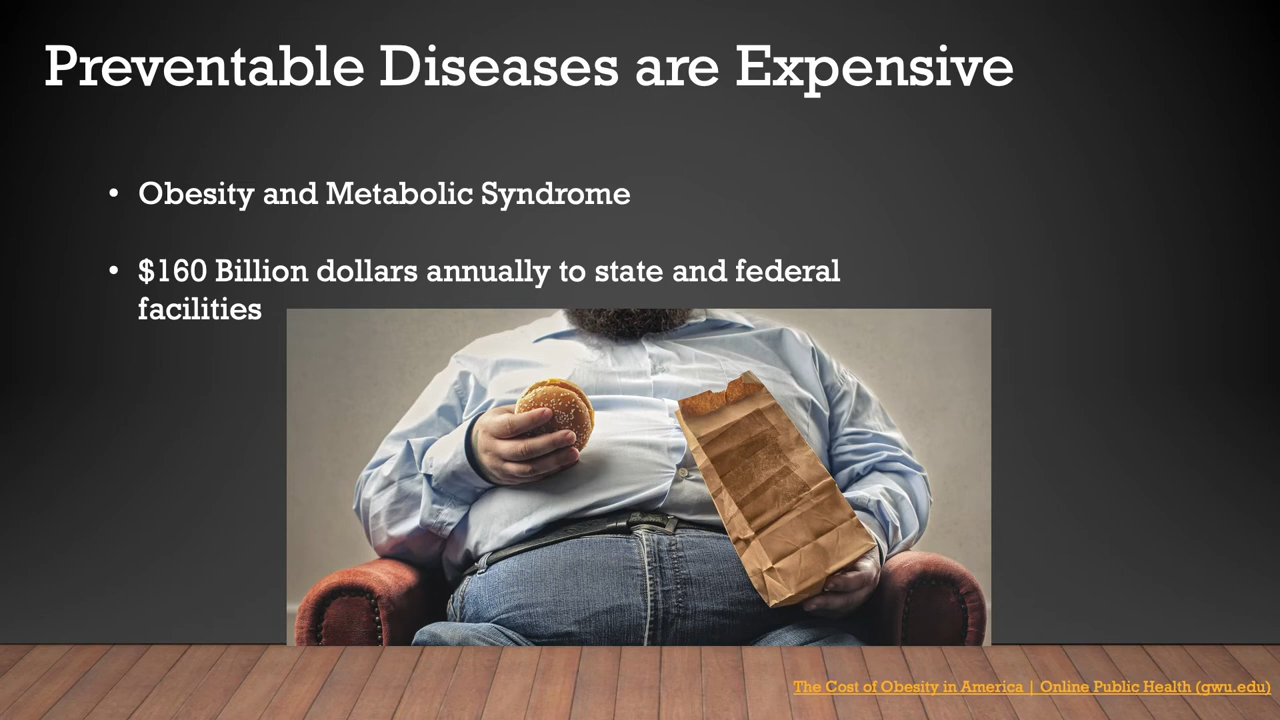 Preventable Diseases are Expensive
• Obesity and Metabolic Syndrome
• $160 Billion dollars annually to state and federal
facilities
The Cost of Obesity in America | Online Public Health (gwu.edu)